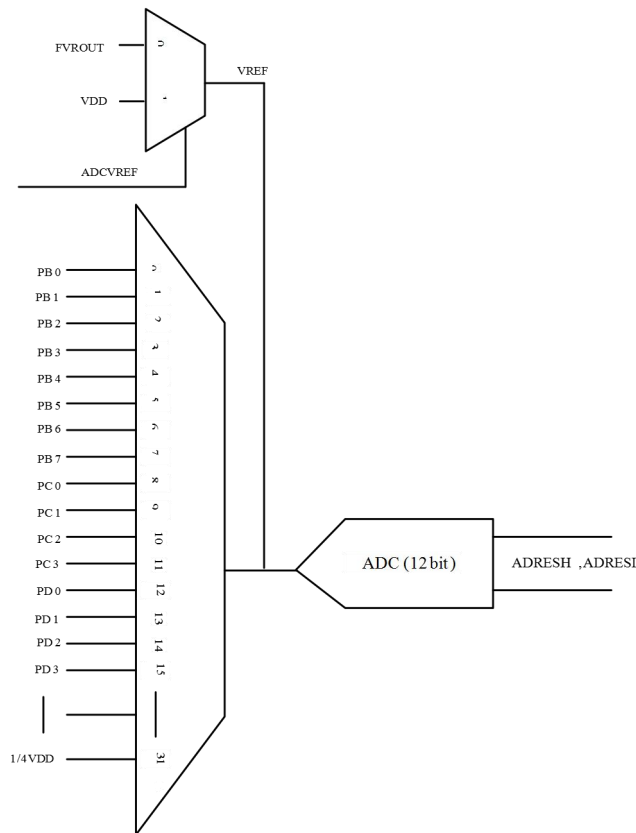 FVROUT
0
VREF
VDD
1
ADCVREF
PB 0
0
PB 1
1
PB 2
2
PB 3
3
PB 4
4
PB 5
5
PB 6
6
PB 7
7
PC 0
8
PC 1
9
PC 2
10
PC 3
11
ADC (12 bit)
ADRESH ,ADRESI
PD 0
12
PD 1
13
PD 2
14
PD 3
15
1/4VDD
31